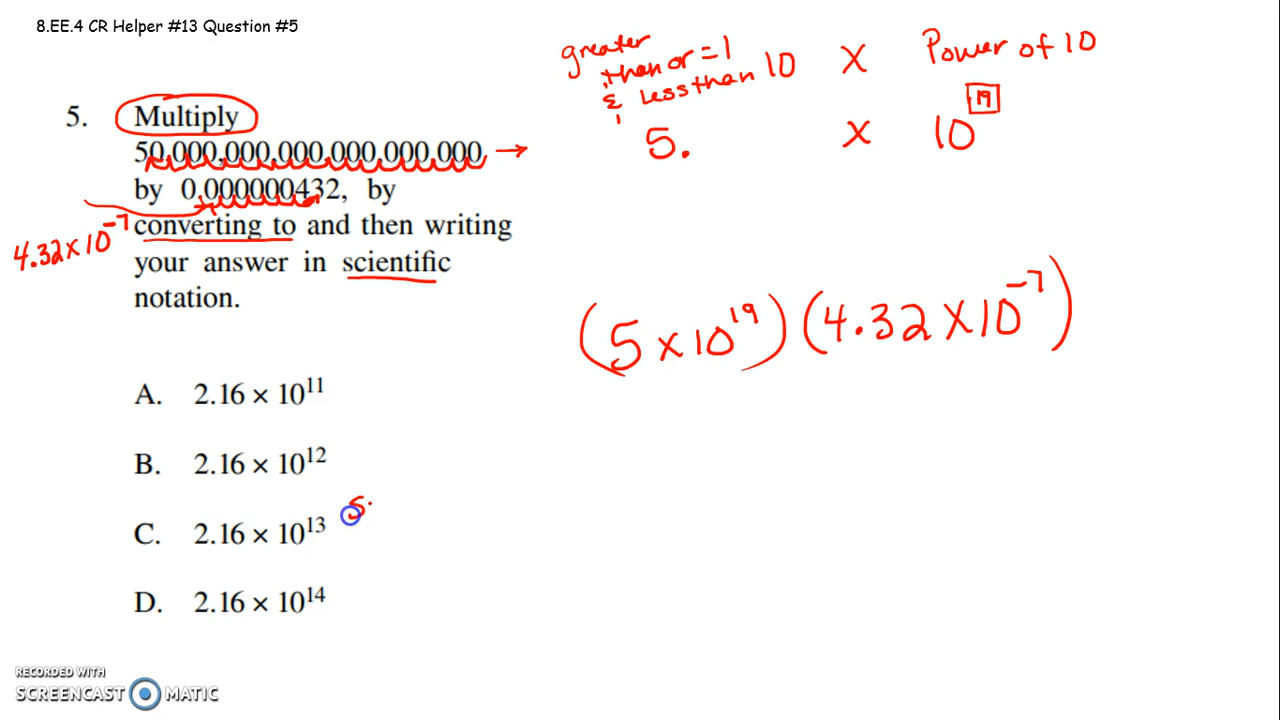 8.EE.4 CR Helper #13 Question #5
greater
than or = 1
& less than 10 × Power of 10
5. × 10^19
5. Multiply
50,000,000,000,000,000,000 →
by 0.000000432, by
4.32 × 10^-7
converting to and then writing
your answer in scientific
notation.
(5 × 10^19)(4.32 × 10^-7)
A. 2.16 × 10^11
B. 2.16 × 10^12
5.
C. 2.16 × 10^13
D. 2.16 × 10^14
RECORDED WITH
SCREENCAST MATIC